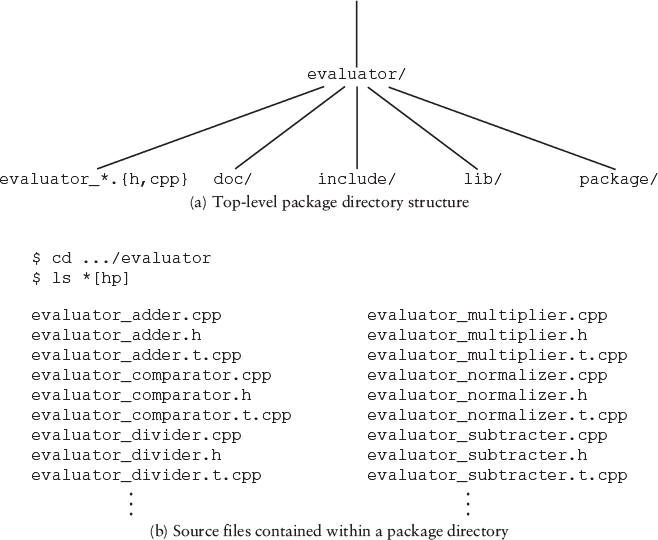 evaluator/
evaluator_*.{h,cpp} doc/ include/ lib/ package/
(a) Top-level package directory structure
$ cd .../evaluator
$ ls *[hp]
evaluator_adder.cpp evaluator_multiplier.cpp
evaluator_adder.h evaluator_multiplier.h
evaluator_adder.t.cpp evaluator_multiplier.t.cpp
evaluator_comparator.cpp evaluator_normalizer.cpp
evaluator_comparator.h evaluator_normalizer.h
evaluator_comparator.t.cpp evaluator_normalizer.t.cpp
evaluator_divider.cpp evaluator_subtracter.cpp
evaluator_divider.h evaluator_subtracter.h
evaluator_divider.t.cpp evaluator_subtracter.t.cpp
⋮ ⋮
(b) Source files contained within a package directory